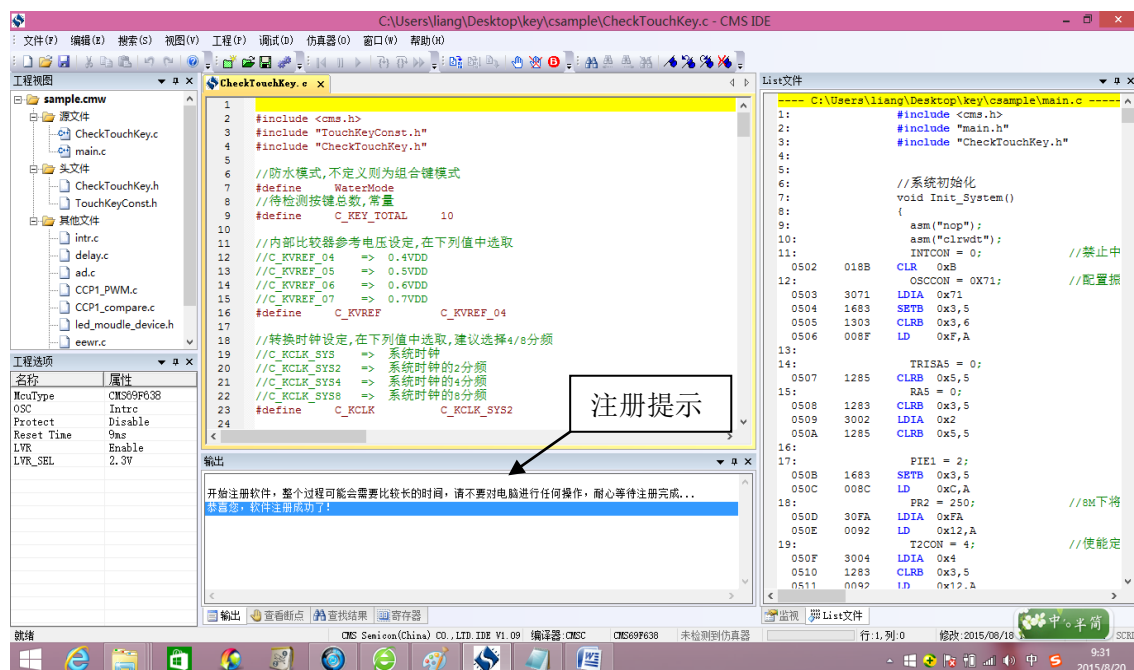 C:\Users\liang\Desktop\key\csample\CheckTouchKey.c - CMS IDE
文件(F) 编辑(E) 搜索(S) 视图(V) 工程(P) 调试(D) 仿真器(O) 窗口(W) 帮助(H)
工程视图
sample.cmw
源文件
CheckTouchKey.c
main.c
头文件
CheckTouchKey.h
TouchKeyConst.h
其他文件
intr.c
delay.c
ad.c
CCP1_PWM.c
CCP1_compare.c
led_moudle_device.h
eewr.c
工程选项
名称 属性
McuType CMS69F638
OSC Intrc
Protect Disable
Reset Time 9ms
LVR Enable
LVR_SEL 2.3V
CheckTouchKey.c
1
2 #include <cms.h>
3 #include "TouchKeyConst.h"
4 #include "CheckTouchKey.h"
5
6 //防水模式,不定义则为组合键模式
7 #define WaterMode
8 //待检测按键总数,常量
9 #define C_KEY_TOTAL 10
10
11 //内部比较器参考电压设定,在下列值中选取
12 //C_KVREF_04 => 0.4VDD
13 //C_KVREF_05 => 0.5VDD
14 //C_KVREF_06 => 0.6VDD
15 //C_KVREF_07 => 0.7VDD
16 #define C_KVREF C_KVREF_04
17
18 //转换时钟设定,在下列值中选取,建议选择4/8分频
19 //C_KCLK_SYS => 系统时钟
20 //C_KCLK_SYS2 => 系统时钟的2分频
21 //C_KCLK_SYS4 => 系统时钟的4分频
22 //C_KCLK_SYS8 => 系统时钟的8分频
23 #define C_KCLK C_KCLK_SYS2
24
注册提示
输出
开始注册软件，整个过程可能会需要比较长的时间，请不要对电脑进行任何操作，耐心等待注册完成...
恭喜您，软件注册成功了！
输出 查看断点 查找结果 寄存器
List文件
---- C:\Users\liang\Desktop\key\csample\main.c -----
1: #include <cms.h>
2: #include "main.h"
3: #include "CheckTouchKey.h"
4:
5:
6: //系统初始化
7: void Init_System()
8: {
9: asm("nop");
10: asm("clrwdt");
11: INTCON = 0; //禁止中
0502 018B CLR 0xB
12: OSCCON = 0X71; //配置振
0503 3071 LDIA 0x71
0504 1683 SETB 0x3,5
0505 1303 CLRB 0x3,6
0506 008F LD 0xF,A
13:
14: TRISA5 = 0;
0507 1285 CLRB 0x5,5
15: RA5 = 0;
0508 1283 CLRB 0x3,5
0509 3002 LDIA 0x2
050A 1285 CLRB 0x5,5
16:
17: PIE1 = 2;
050B 1683 SETB 0x3,5
050C 008C LD 0xC,A
18: PR2 = 250; //8M下将
050D 30FA LDIA 0xFA
050E 0092 LD 0x12,A
19: T2CON = 4; //使能定
050F 3004 LDIA 0x4
0510 1283 CLRB 0x3,5
0511 0092 LD 0x12,A
监视 List文件
就绪 CMS Semicon(China) CO.,LTD.IDE V1.09 编译器:CMSC CMS69F638 未检测到仿真器 行:1,列:0 修改:2015/08/18
中 半 简
中
9:31
2015/8/20